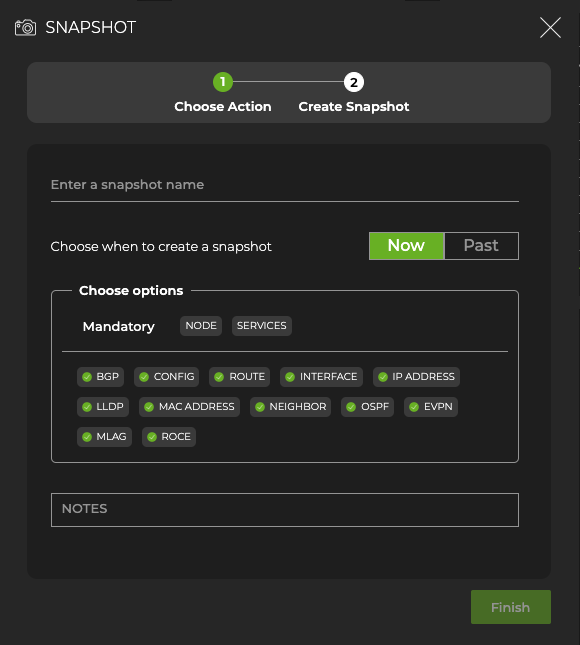 SNAPSHOT
1 2
Choose Action Create Snapshot
Enter a snapshot name
Choose when to create a snapshot Now Past
Choose options
Mandatory NODE SERVICES
BGP CONFIG ROUTE INTERFACE IP ADDRESS
LLDP MAC ADDRESS NEIGHBOR OSPF EVPN
MLAG ROCE
NOTES
Finish